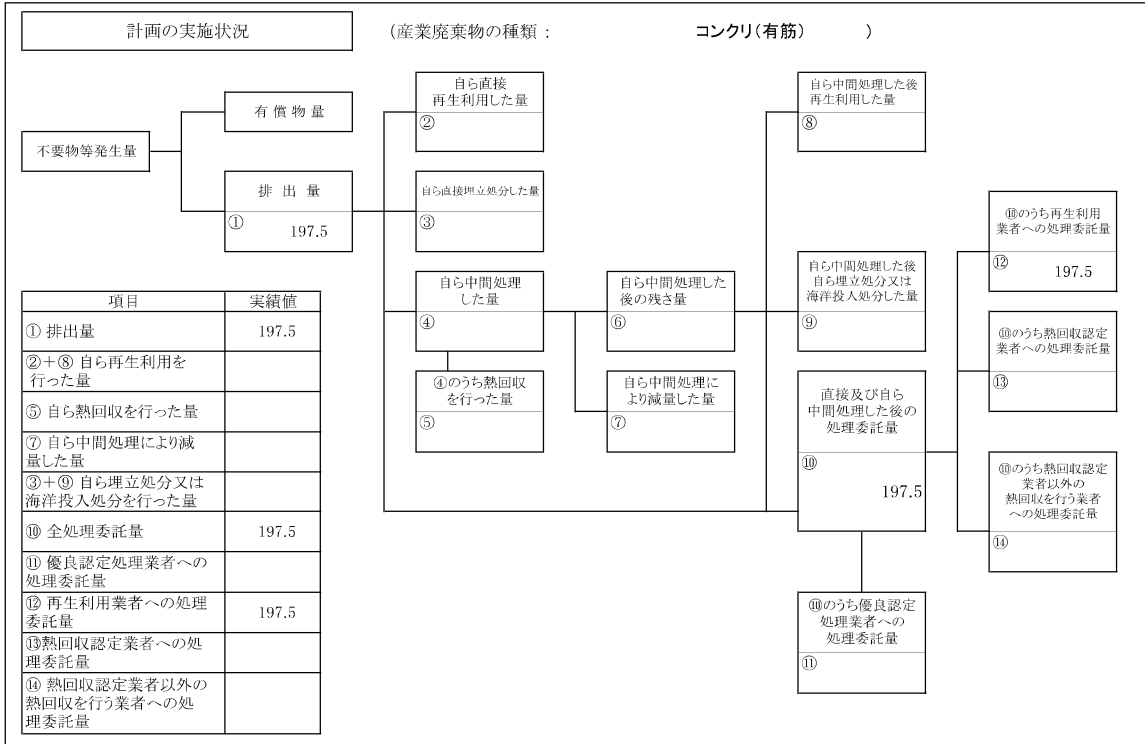 計画の実施状況
(産業廃棄物の種類： コンクリ(有筋) )
不要物等発生量
有償物量
排出量
①
197.5
自ら直接
再生利用した量
②
自ら直接埋立処分した量
③
自ら中間処理
した量
④
④のうち熱回収
を行った量
⑤
自ら中間処理した
後の残さ量
⑥
自ら中間処理に
より減量した量
⑦
自ら中間処理した後
再生利用した量
⑧
自ら中間処理した後
自ら埋立処分又は
海洋投入処分した量
⑨
直接及び自ら
中間処理した後の
処理委託量
⑩
197.5
⑩のうち優良認定
処理業者への
処理委託量
⑪
⑩のうち再生利用
業者への処理委託量
⑫
197.5
⑩のうち熱回収認定
業者への処理委託量
⑬
⑩のうち熱回収認定
業者以外の
熱回収を行う業者
への処理委託量
⑭
項目 実績値
① 排出量 197.5
②＋⑧ 自ら再生利用を
行った量
⑤ 自ら熱回収を行った量
⑦ 自ら中間処理により減
量した量
③＋⑨ 自ら埋立処分又は
海洋投入処分を行った量
⑩ 全処理委託量 197.5
⑪ 優良認定処理業者への
処理委託量
⑫ 再生利用業者への処理
委託量 197.5
⑬熱回収認定業者への処
理委託量
⑭ 熱回収認定業者以外の
熱回収を行う業者への処
理委託量